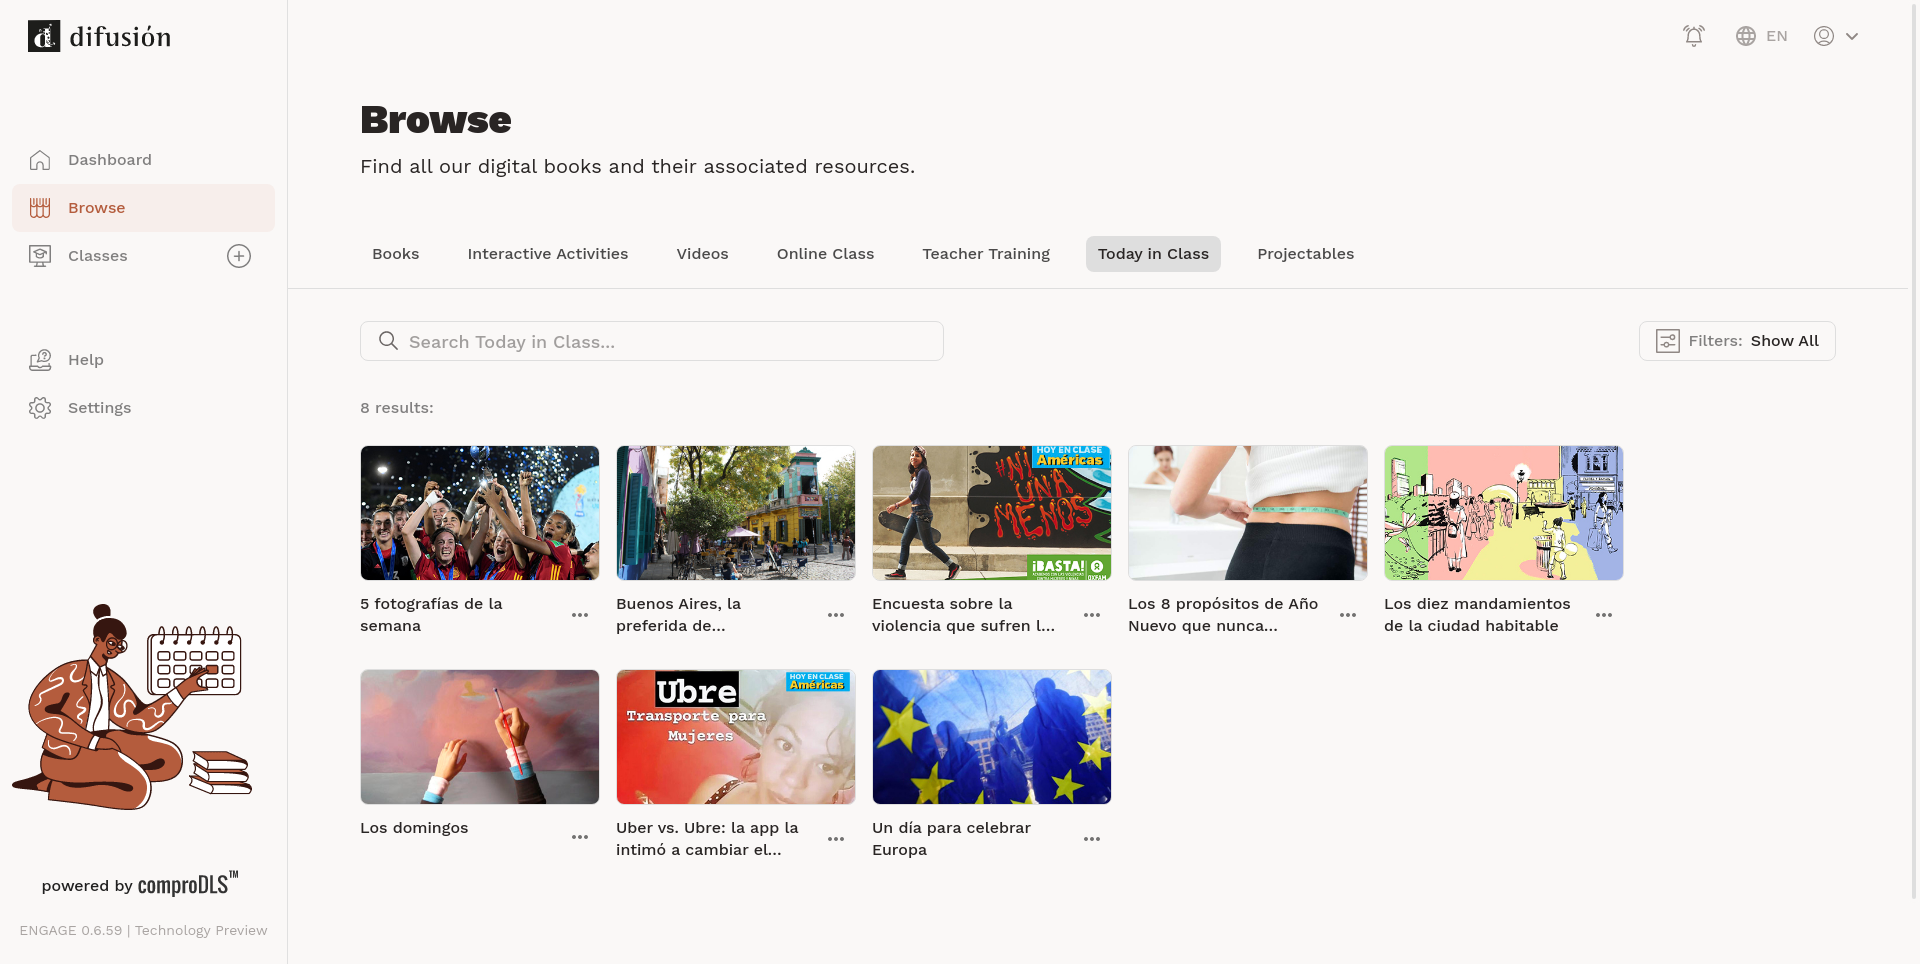 difusión
EN
Browse
Find all our digital books and their associated resources.
Dashboard
Browse
Classes
Help
Settings
Books
Interactive Activities
Videos
Online Class
Teacher Training
Today in Class
Projectables
Search Today in Class...
Filters: Show All
8 results:
HOY EN CLASE
Américas
#NI
UNA
MENOS
¡BASTA!
OXFAM
5 fotografías de la
semana
Buenos Aires, la
preferida de...
Encuesta sobre la
violencia que sufren l...
Los 8 propósitos de Año
Nuevo que nunca...
Los diez mandamientos
de la ciudad habitable
Ubre
Transporte para
Mujeres
HOY EN CLASE
Américas
Los domingos
Uber vs. Ubre: la app la
intimó a cambiar el...
Un día para celebrar
Europa
powered by comproDLS™
ENGAGE 0.6.59 | Technology Preview